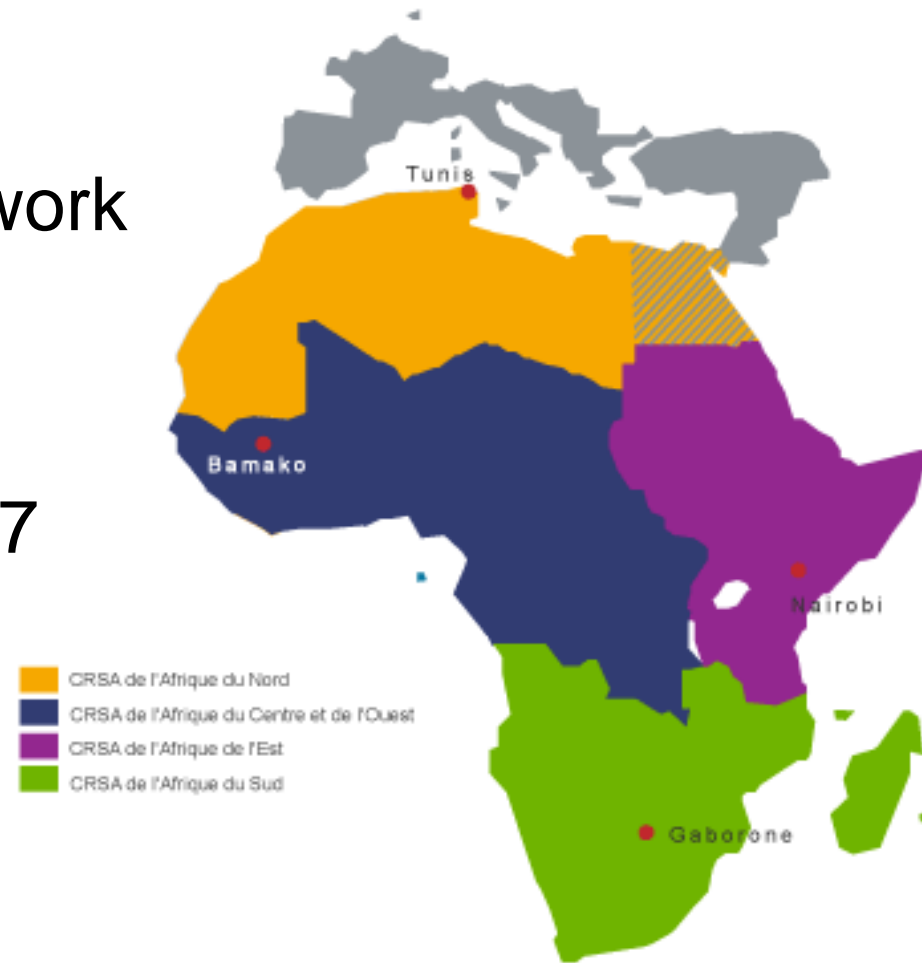 work
Tunis
Bamako
7
Nairobi
CRSA de l'Afrique du Nord
CRSA de l'Afrique du Centre et de l'Ouest
CRSA de l'Afrique de l'Est
CRSA de l'Afrique du Sud
Gaborone